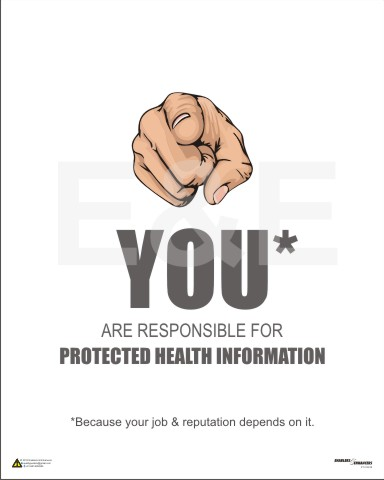 E&E
YOU*
ARE RESPONSIBLE FOR
PROTECTED HEALTH INFORMATION
*Because your job & reputation depends on it.